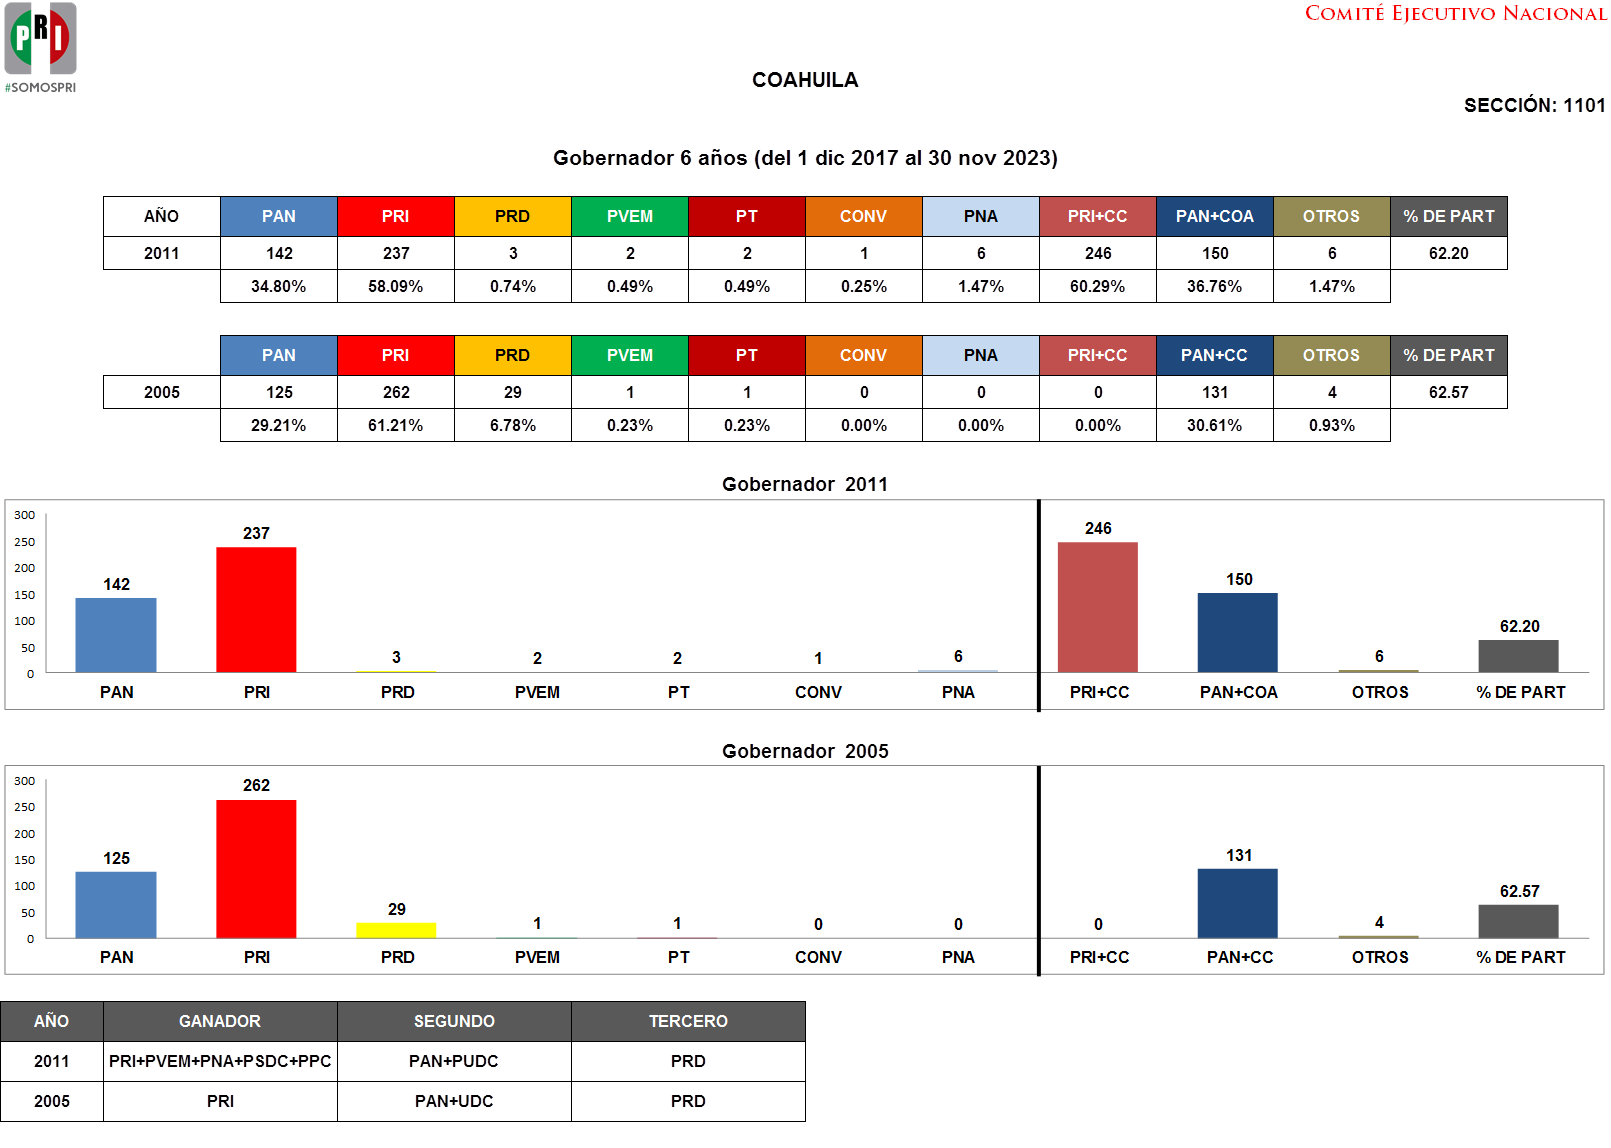 COMITÉ EJECUTIVO NACIONAL
PRI
#SOMOSPRI
COAHUILA
SECCIÓN: 1101
Gobernador 6 años (del 1 dic 2017 al 30 nov 2023)
AÑO PAN PRI PRD PVEM PT CONV PNA PRI+CC PAN+COA OTROS % DE PART
2011 142 237 3 2 2 1 6 246 150 6 62.20
34.80% 58.09% 0.74% 0.49% 0.49% 0.25% 1.47% 60.29% 36.76% 1.47%
PAN PRI PRD PVEM PT CONV PNA PRI+CC PAN+CC OTROS % DE PART
2005 125 262 29 1 1 0 0 0 131 4 62.57
29.21% 61.21% 6.78% 0.23% 0.23% 0.00% 0.00% 0.00% 30.61% 0.93%
Gobernador 2011
300
250
200
150
100
50
0
142 237 3 2 2 1 6 246 150 6 62.20
PAN PRI PRD PVEM PT CONV PNA PRI+CC PAN+COA OTROS % DE PART
Gobernador 2005
300
250
200
150
100
50
0
125 262 29 1 1 0 0 0 131 4 62.57
PAN PRI PRD PVEM PT CONV PNA PRI+CC PAN+CC OTROS % DE PART
AÑO GANADOR SEGUNDO TERCERO
2011 PRI+PVEM+PNA+PSDC+PPC PAN+PUDC PRD
2005 PRI PAN+UDC PRD